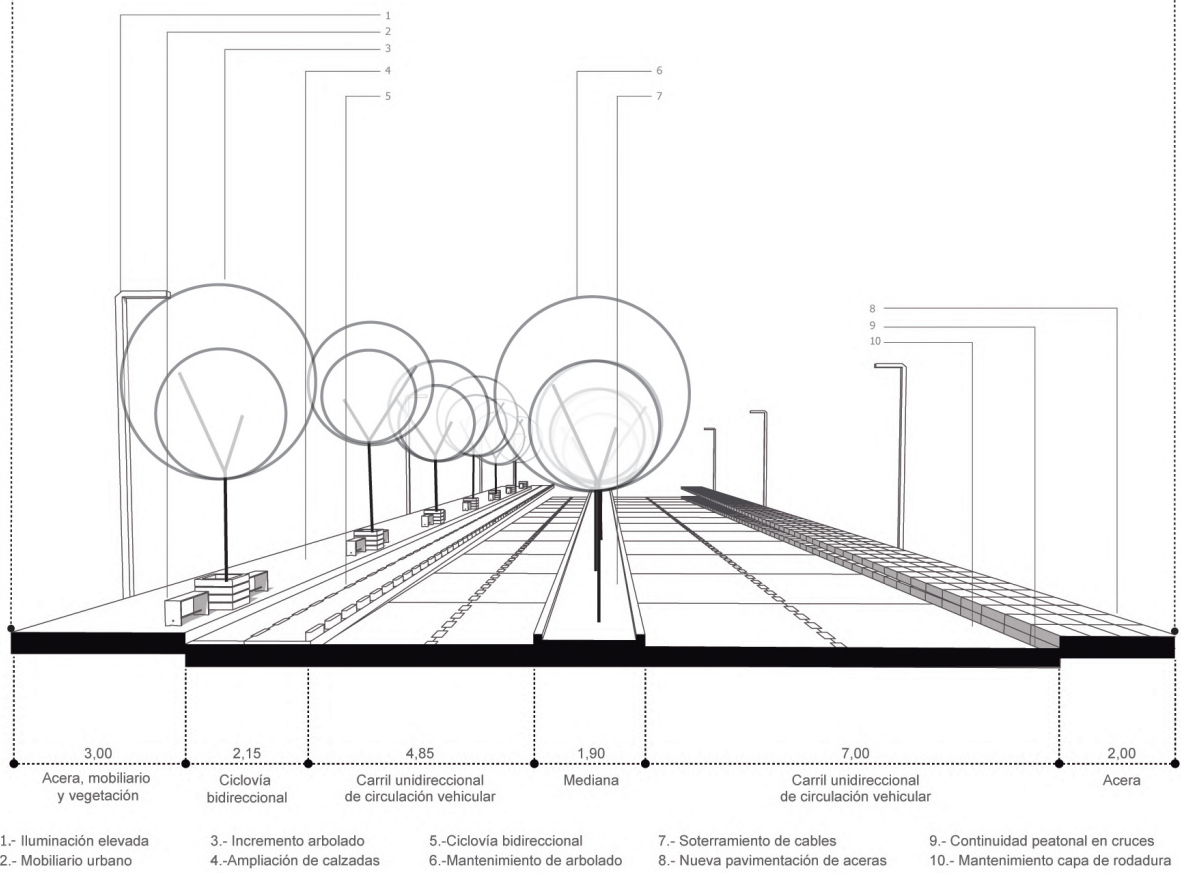 1
2
3
4
5
6
7
8
9
10
3,00
2,15
4,85
1,90
7,00
2,00
Acera, mobiliario
y vegetación
Ciclovía
bidireccional
Carril unidireccional
de circulación vehicular
Mediana
Carril unidireccional
de circulación vehicular
Acera
1.- Iluminación elevada
2.- Mobiliario urbano
3.- Incremento arbolado
4.-Ampliación de calzadas
5.-Ciclovía bidireccional
6.-Mantenimiento de arbolado
7.- Soterramiento de cables
8.- Nueva pavimentación de aceras
9.- Continuidad peatonal en cruces
10.- Mantenimiento capa de rodadura